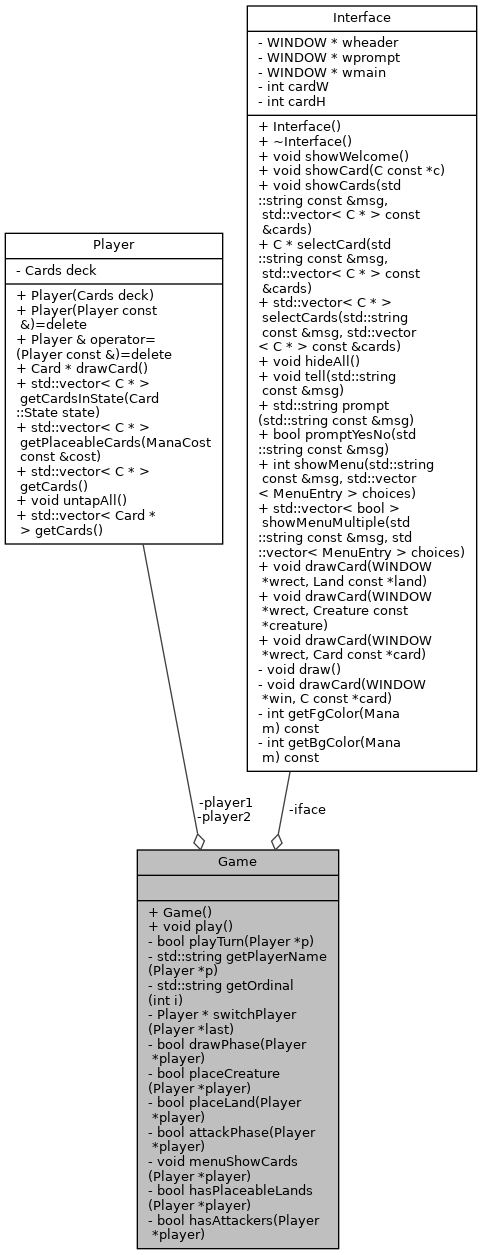 Interface
- WINDOW * wheader
- WINDOW * wprompt
- WINDOW * wmain
- int cardW
- int cardH
+ Interface()
+ ~Interface()
+ void showWelcome()
+ void showCard(C const *c)
+ void showCards(std
::string const &msg,
std::vector< C * > const
&cards)
+ C * selectCard(std
::string const &msg,
std::vector< C * > const
&cards)
+ std::vector< C * >
selectCards(std::string
const &msg, std::vector
< C * > const &cards)
+ void hideAll()
+ void tell(std::string
const &msg)
+ std::string prompt
(std::string const &msg)
+ bool promptYesNo(std
::string const &msg)
+ int showMenu(std::string
const &msg, std::vector
< MenuEntry > choices)
+ std::vector< bool >
showMenuMultiple(std
::string const &msg, std
::vector< MenuEntry > choices)
+ void drawCard(WINDOW
*wrect, Land const *land)
+ void drawCard(WINDOW
*wrect, Creature const
*creature)
+ void drawCard(WINDOW
*wrect, Card const *card)
- void draw()
- void drawCard(WINDOW
*win, C const *card)
- int getFgColor(Mana
m) const
- int getBgColor(Mana
m) const
Player
- Cards deck
+ Player(Cards deck)
+ Player(Player const
&)=delete
+ Player & operator=
(Player const &)=delete
+ Card * drawCard()
+ std::vector< C * >
getCardsInState(Card
::State state)
+ std::vector< C * >
getPlaceableCards(ManaCost
const &cost)
+ std::vector< C * >
getCards()
+ void untapAll()
+ std::vector< Card *
> getCards()
-player1
-player2
-iface
Game
+ Game()
+ void play()
- bool playTurn(Player *p)
- std::string getPlayerName
(Player *p)
- std::string getOrdinal
(int i)
- Player * switchPlayer
(Player *last)
- bool drawPhase(Player
*player)
- bool placeCreature
(Player *player)
- bool placeLand(Player
*player)
- bool attackPhase(Player
*player)
- void menuShowCards
(Player *player)
- bool hasPlaceableLands
(Player *player)
- bool hasAttackers(Player
*player)